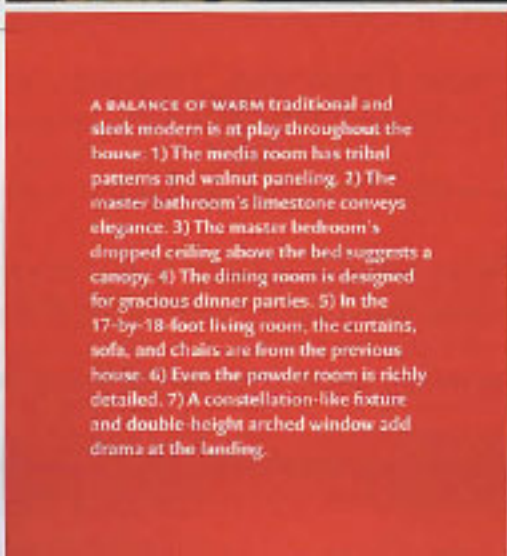 A BALANCE OF WARM traditional and
sleek modern is at play throughout the
house. 1) The media room has tribal
patterns and walnut paneling. 2) The
master bathroom's limestone conveys
elegance. 3) The master bedroom's
dropped ceiling above the bed suggests a
canopy. 4) The dining room is designed
for gracious dinner parties. 5) In the
17-by-18-foot living room, the curtains,
sofa, and chairs are from the previous
house. 6) Even the powder room is richly
detailed. 7) A constellation-like fixture
and double-height arched window add
drama at the landing.